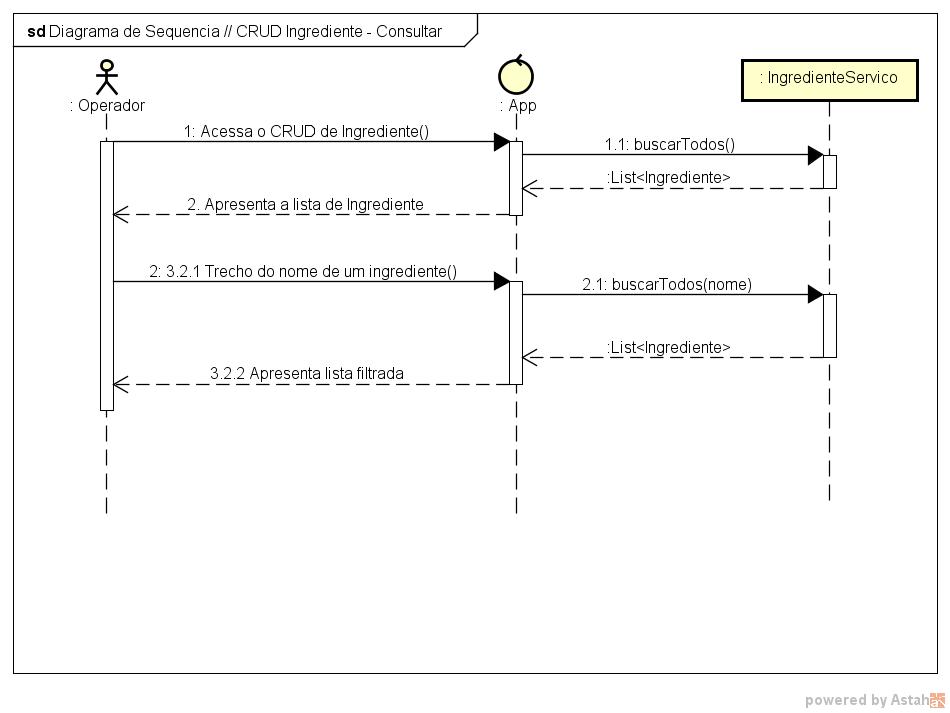 sd Diagrama de Sequencia // CRUD Ingrediente - Consultar
: Operador
: App
: IngredienteServico
1: Acessa o CRUD de Ingrediente()
1.1: buscarTodos()
:List<Ingrediente>
2. Apresenta a lista de Ingrediente
2: 3.2.1 Trecho do nome de um ingrediente()
2.1: buscarTodos(nome)
:List<Ingrediente>
3.2.2 Apresenta lista filtrada
powered by Astah